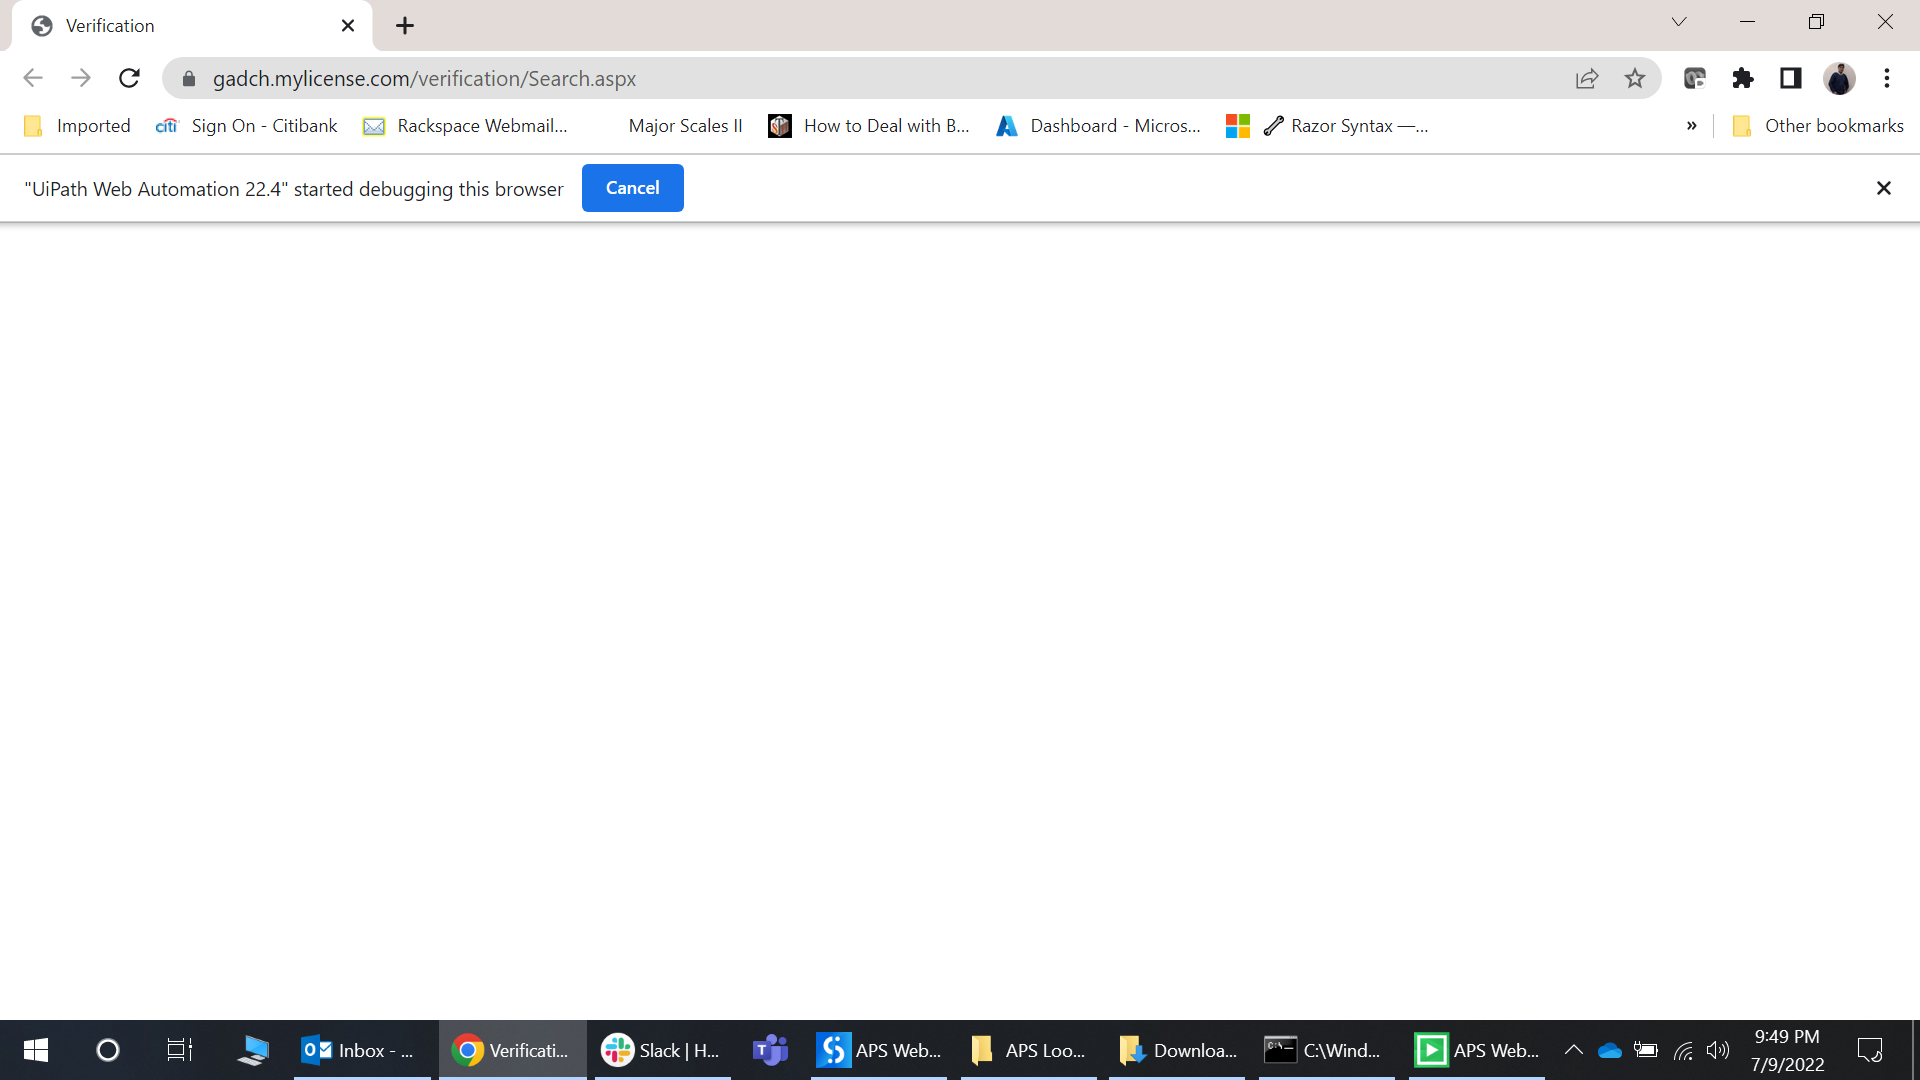 Verification
gadch.mylicense.com/verification/Search.aspx
Imported
citi
Sign On - Citibank
Rackspace Webmail...
Major Scales II
How to Deal with B...
Dashboard - Micros...
Razor Syntax —...
»
Other bookmarks
"UiPath Web Automation 22.4" started debugging this browser
Cancel
Inbox - ...
Verificati...
Slack | H...
APS Web...
APS Loo...
Downloa...
C:\Wind...
APS Web...
9:49 PM
7/9/2022